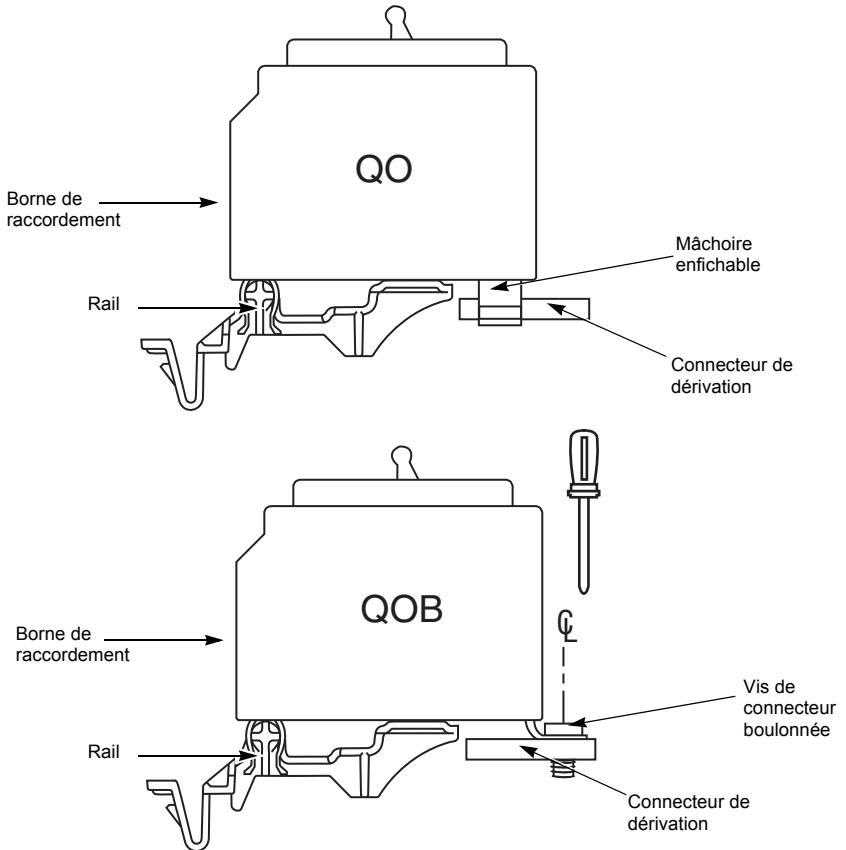 QO
Borne de
raccordement
Mâchoire
enfichable
Rail
Connecteur de
dérivation
QOB
Borne de
raccordement
Vis de
connecteur
boulonnée
Rail
Connecteur de
dérivation